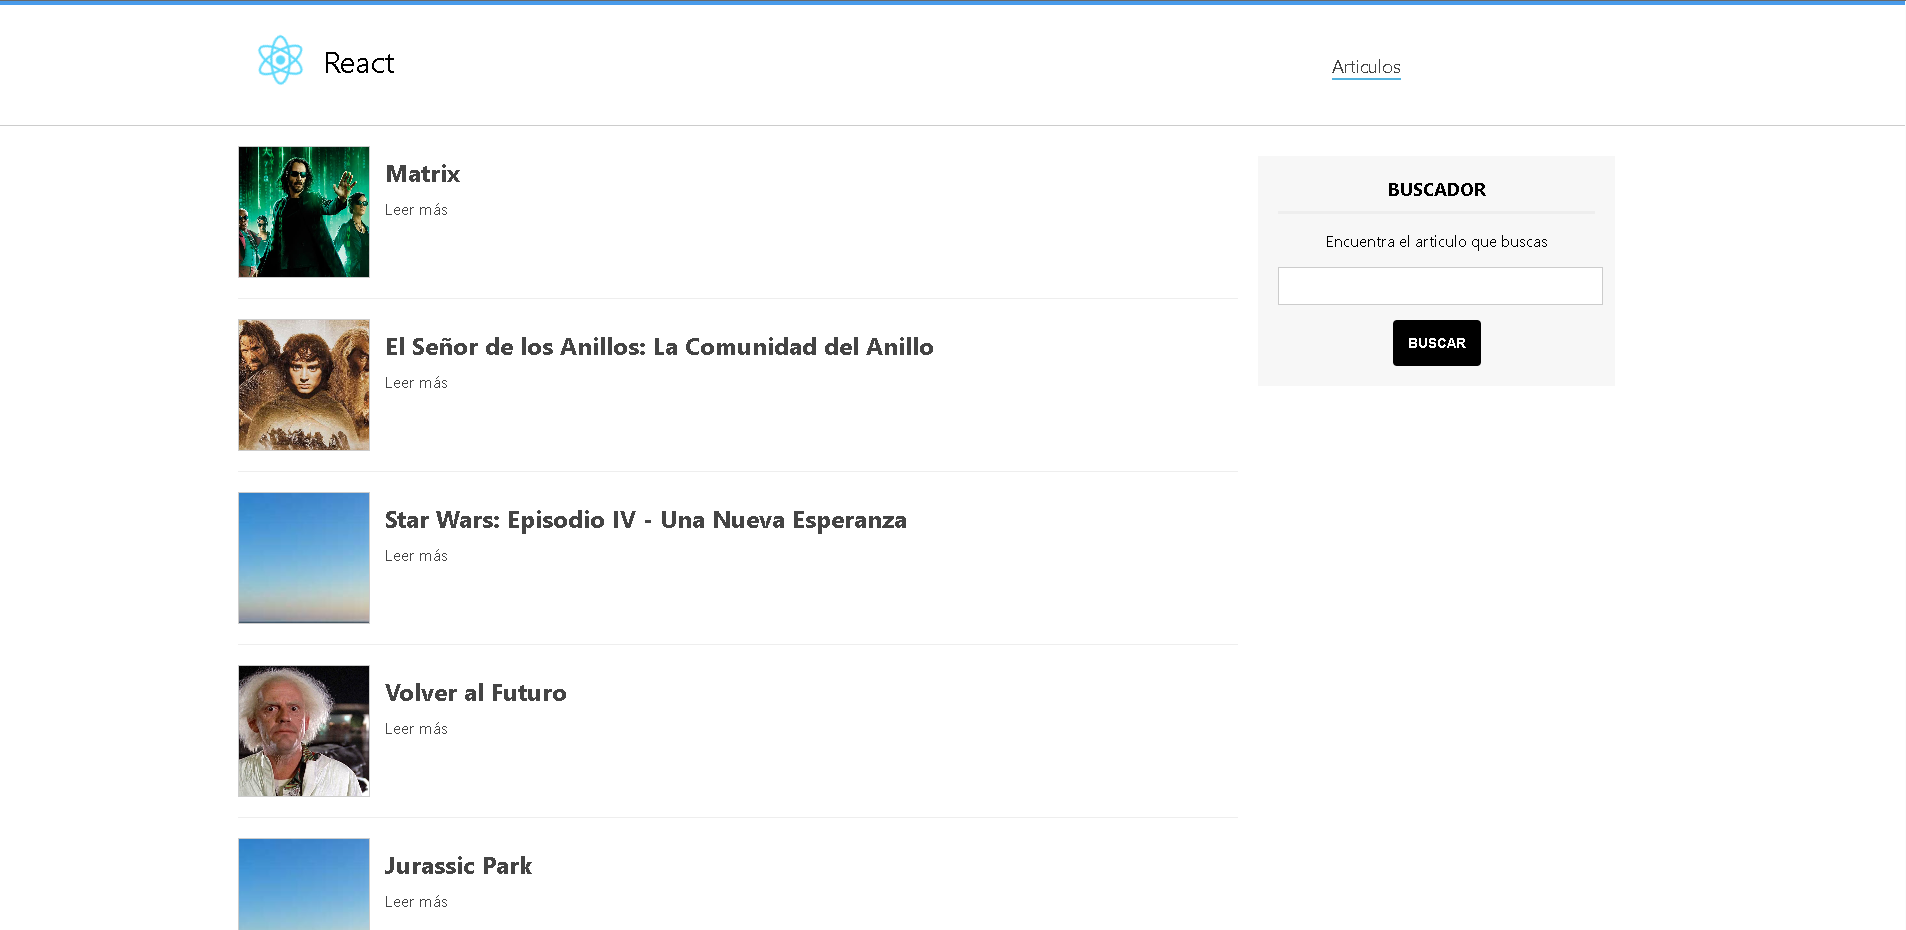 React
Articulos
Matrix
Leer más
El Señor de los Anillos: La Comunidad del Anillo
Leer más
Star Wars: Episodio IV - Una Nueva Esperanza
Leer más
Volver al Futuro
Leer más
Jurassic Park
Leer más
BUSCADOR
Encuentra el articulo que buscas
BUSCAR